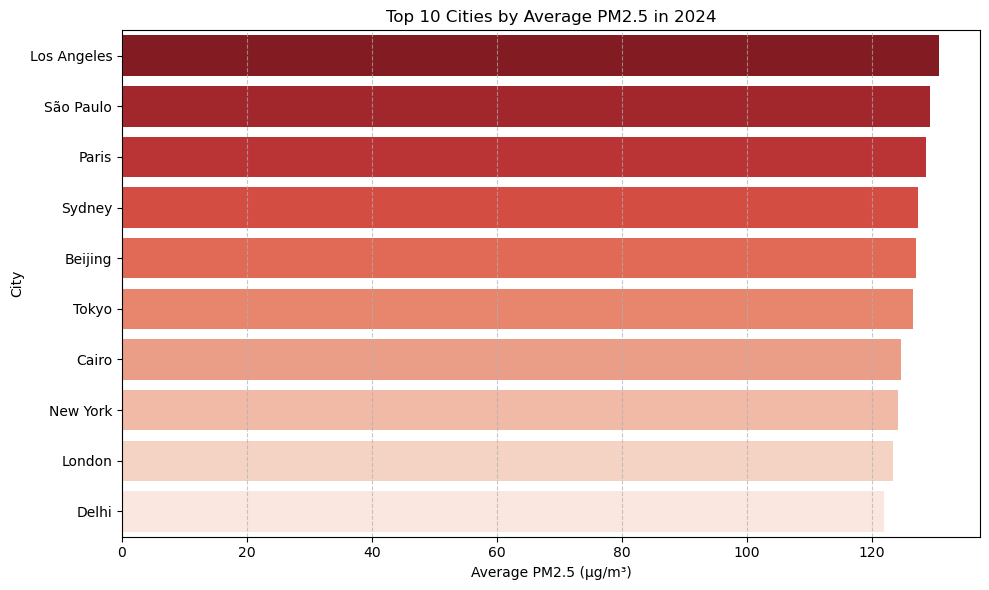 Top 10 Cities by Average PM2.5 in 2024
Los Angeles
São Paulo
Paris
Sydney
Beijing
Tokyo
Cairo
New York
London
Delhi
City
0 20 40 60 80 100 120
Average PM2.5 (µg/m³)